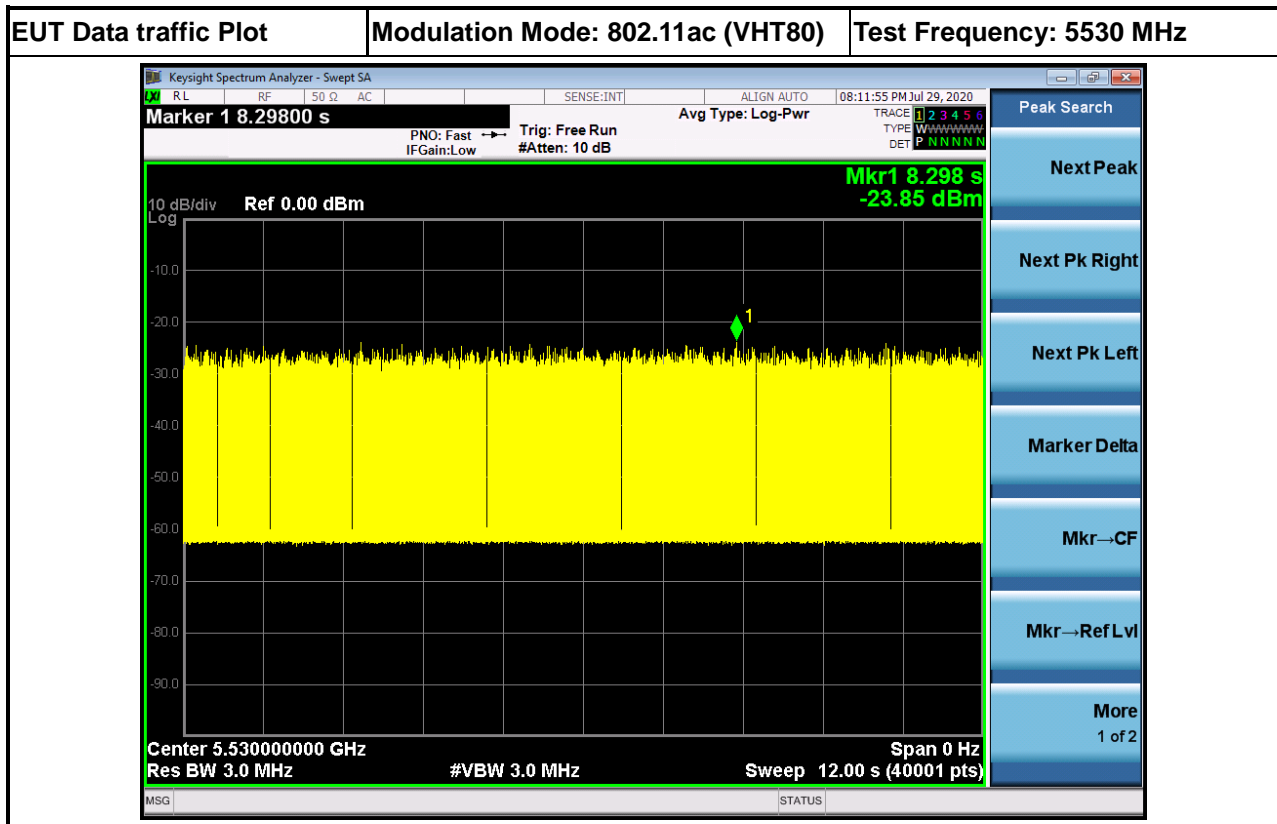 EUT Data traffic Plot Modulation Mode: 802.11ac (VHT80) Test Frequency: 5530 MHz
Keysight Spectrum Analyzer - Swept SA
LXI RL RF 50 Ω AC SENSE:INT ALIGN AUTO 08:11:55 PM Jul 29, 2020
Marker 1 8.29800 s
PNO: Fast
IFGain:Low
Trig: Free Run
#Atten: 10 dB
Avg Type: Log-Pwr
TRACE 1 2 3 4 5 6
TYPE WWWWWW
DET P N N N N N
Mkr1 8.298 s
-23.85 dBm
10 dB/div Ref 0.00 dBm
Log
-10.0
-20.0
-30.0
-40.0
-50.0
-60.0
-70.0
-80.0
-90.0
1
Center 5.530000000 GHz Span 0 Hz
Res BW 3.0 MHz #VBW 3.0 MHz Sweep 12.00 s (40001 pts)
MSG STATUS
Peak Search
Next Peak
Next Pk Right
Next Pk Left
Marker Delta
Mkr→CF
Mkr→Ref Lvl
More
1 of 2